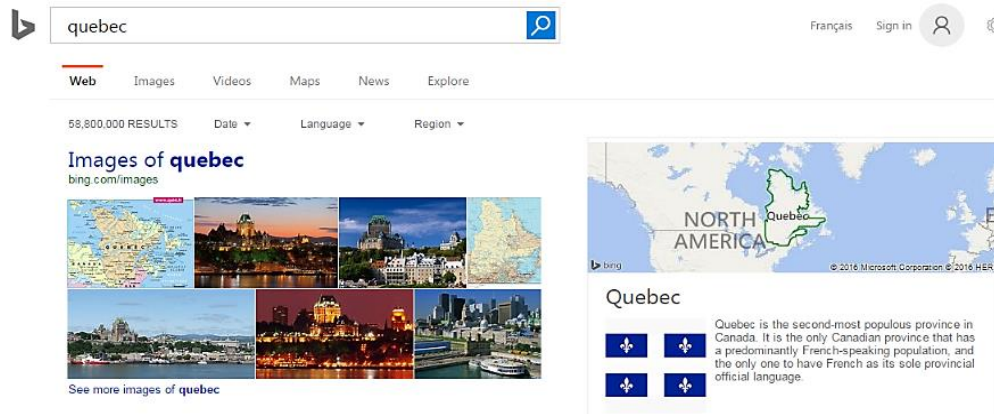 quebec
Français Sign in
Web Images Videos Maps News Explore
58,800,000 RESULTS Date Language Region
Images of quebec
bing.com/images
See more images of quebec
NORTH
AMERICA
Quebec
bing
© 2016 Microsoft Corporation © 2016 HER
Quebec
Quebec is the second-most populous province in
Canada. It is the only Canadian province that has
a predominantly French-speaking population, and
the only one to have French as its sole provincial
official language.